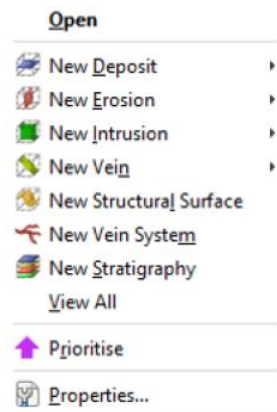 Open
New Deposit
New Erosion
New Intrusion
New Vein
New Structural Surface
New Vein System
New Stratigraphy
View All
Prioritise
Properties...